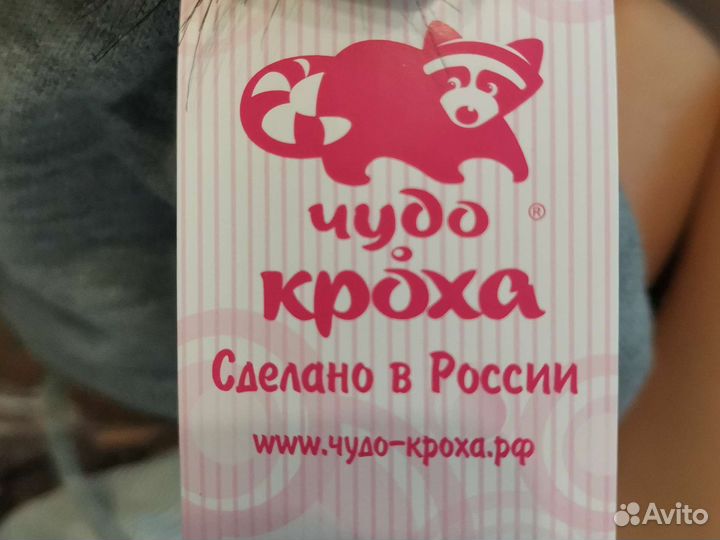 чудо ®
кроха
Сделано в России
www.чудо-кроха.рф
Avito